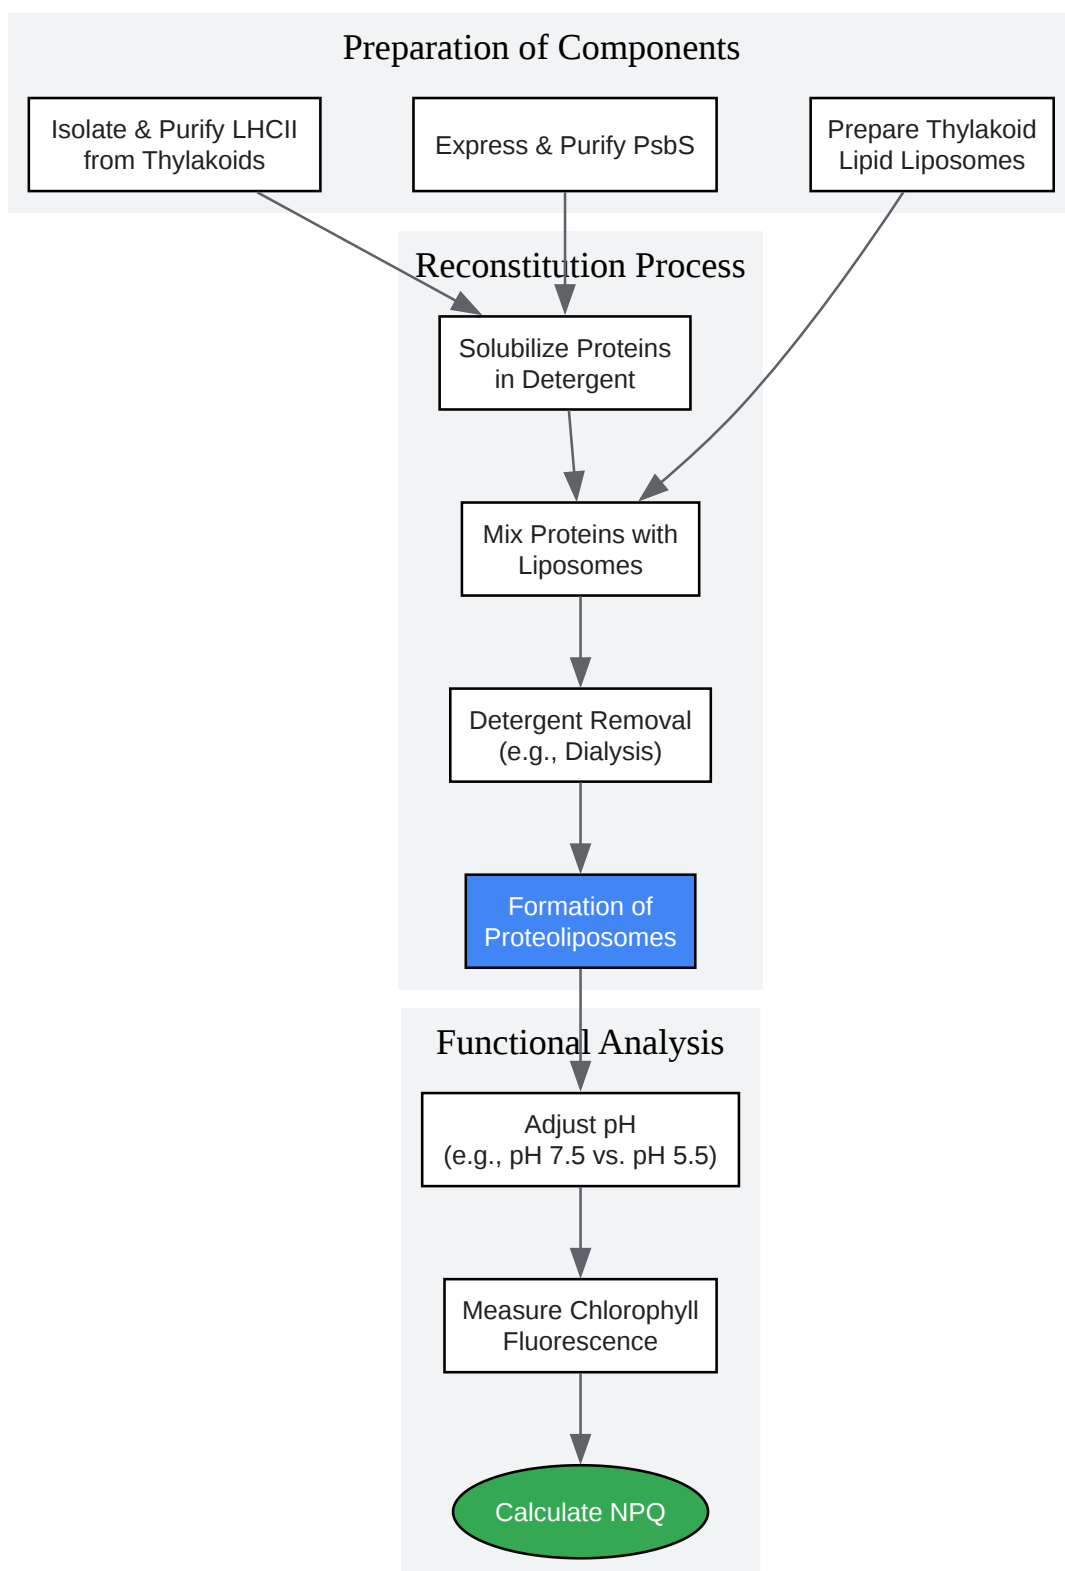 Preparation of Components
Isolate & Purify LHCII
from Thylakoids
Express & Purify PsbS
Prepare Thylakoid
Lipid Liposomes
Reconstitution Process
Solubilize Proteins
in Detergent
Mix Proteins with
Liposomes
Detergent Removal
(e.g., Dialysis)
Formation of
Proteoliposomes
Functional Analysis
Adjust pH
(e.g., pH 7.5 vs. pH 5.5)
Measure Chlorophyll
Fluorescence
Calculate NPQ